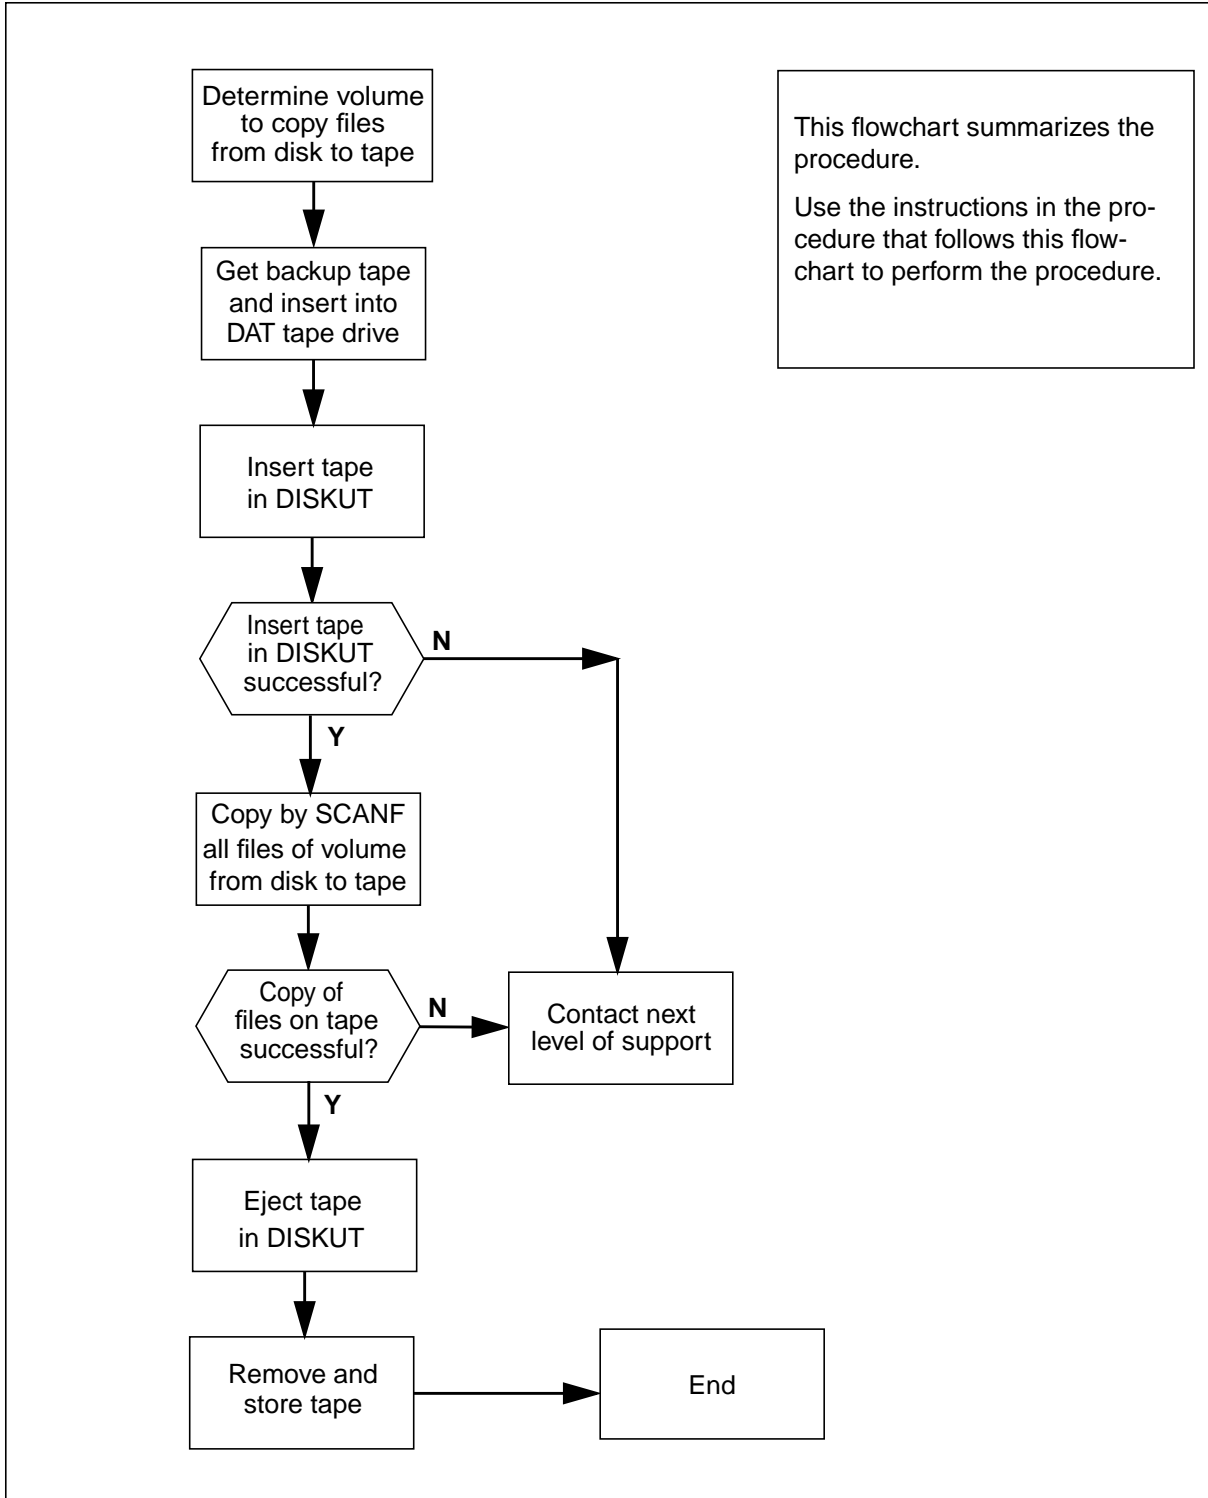 Determine volume
to copy files
from disk to tape
This flowchart summarizes the
procedure.
Use the instructions in the pro-
cedure that follows this flow-
chart to perform the procedure.
Get backup tape
and insert into
DAT tape drive
Insert tape
in DISKUT
Insert tape
in DISKUT
successful?
N
Y
Copy by SCANF
all files of volume
from disk to tape
Copy of
files on tape
successful?
N
Contact next
level of support
Y
Eject tape
in DISKUT
Remove and
store tape
End